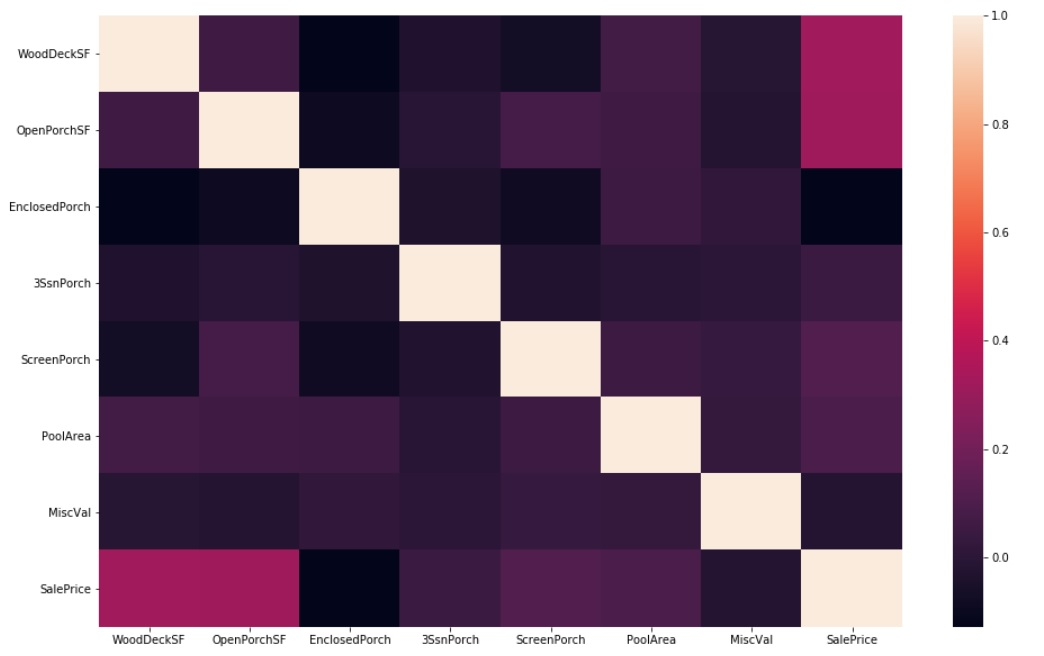 WoodDeckSF
OpenPorchSF
EnclosedPorch
3SsnPorch
ScreenPorch
PoolArea
MiscVal
SalePrice
WoodDeckSF OpenPorchSF EnclosedPorch 3SsnPorch ScreenPorch PoolArea MiscVal SalePrice
1.0
0.8
0.6
0.4
0.2
0.0